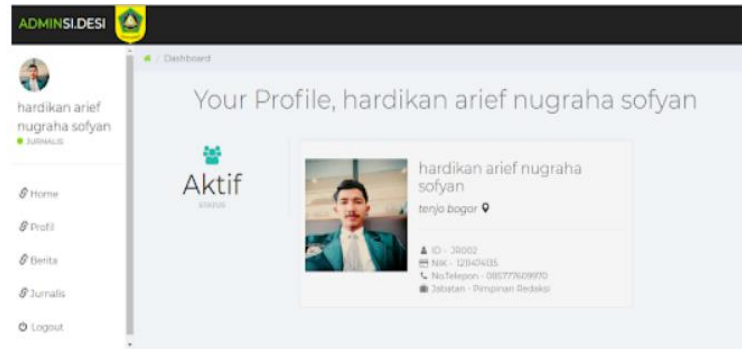 ADMINSI.DESI
hardikan arief
nugraha sofyan
JURNALIS
Home
Profil
Berita
Jurnalis
Logout
/ Dashboard
Your Profile, hardikan arief nugraha sofyan
Aktif
STATUS
hardikan arief nugraha
sofyan
tenjo bogor
ID - JR002
NIK - 1211474135
No.Telepon - 085777609970
Jabatan - Pimpinan Redaksi